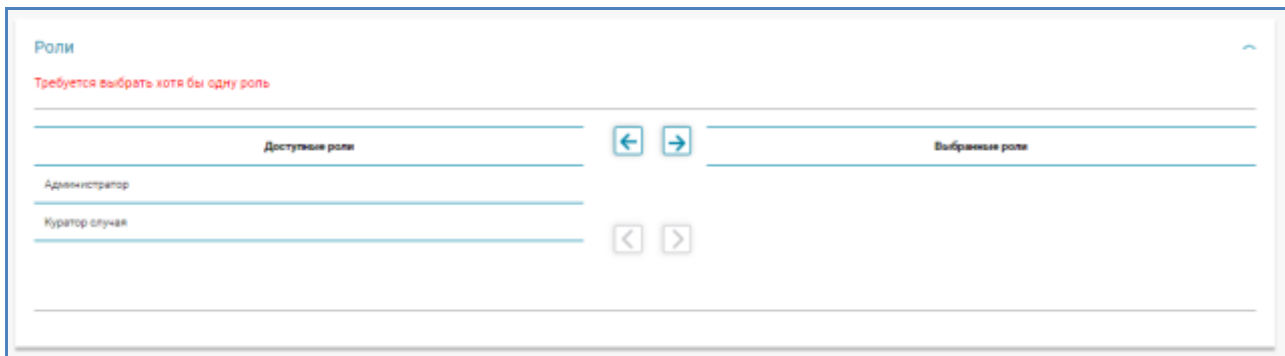 Роли
Требуется выбрать хотя бы одну роль
Доступные роли
Выбранные роли
Администратор
Куратор случая